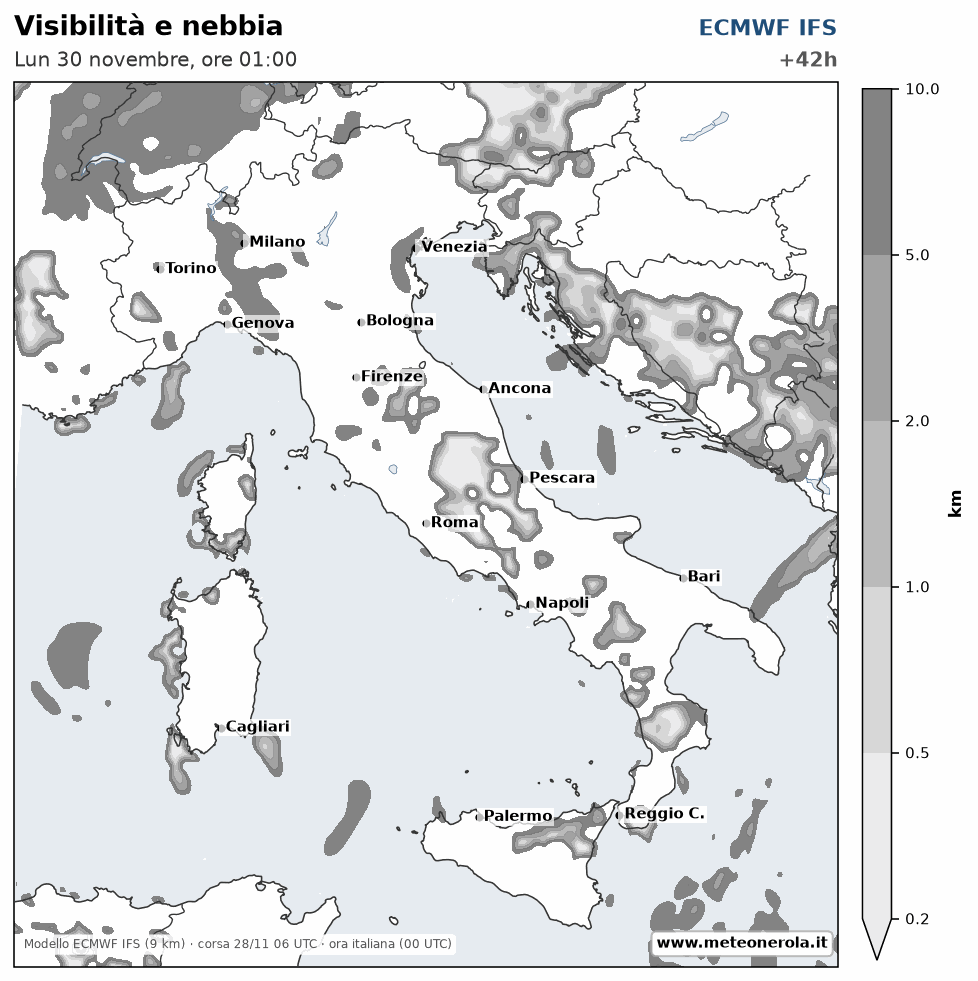 Visibilità e nebbia
ECMWF IFS
Lun 30 novembre, ore 01:00
+42h
10.0
5.0
2.0
1.0
0.5
0.2
km
Milano
Venezia
Torino
Genova
Bologna
Firenze
Ancona
Pescara
Roma
Bari
Napoli
Cagliari
Palermo
Reggio C.
Modello ECMWF IFS (9 km) · corsa 28/11 06 UTC · ora italiana (00 UTC)
www.meteonerola.it